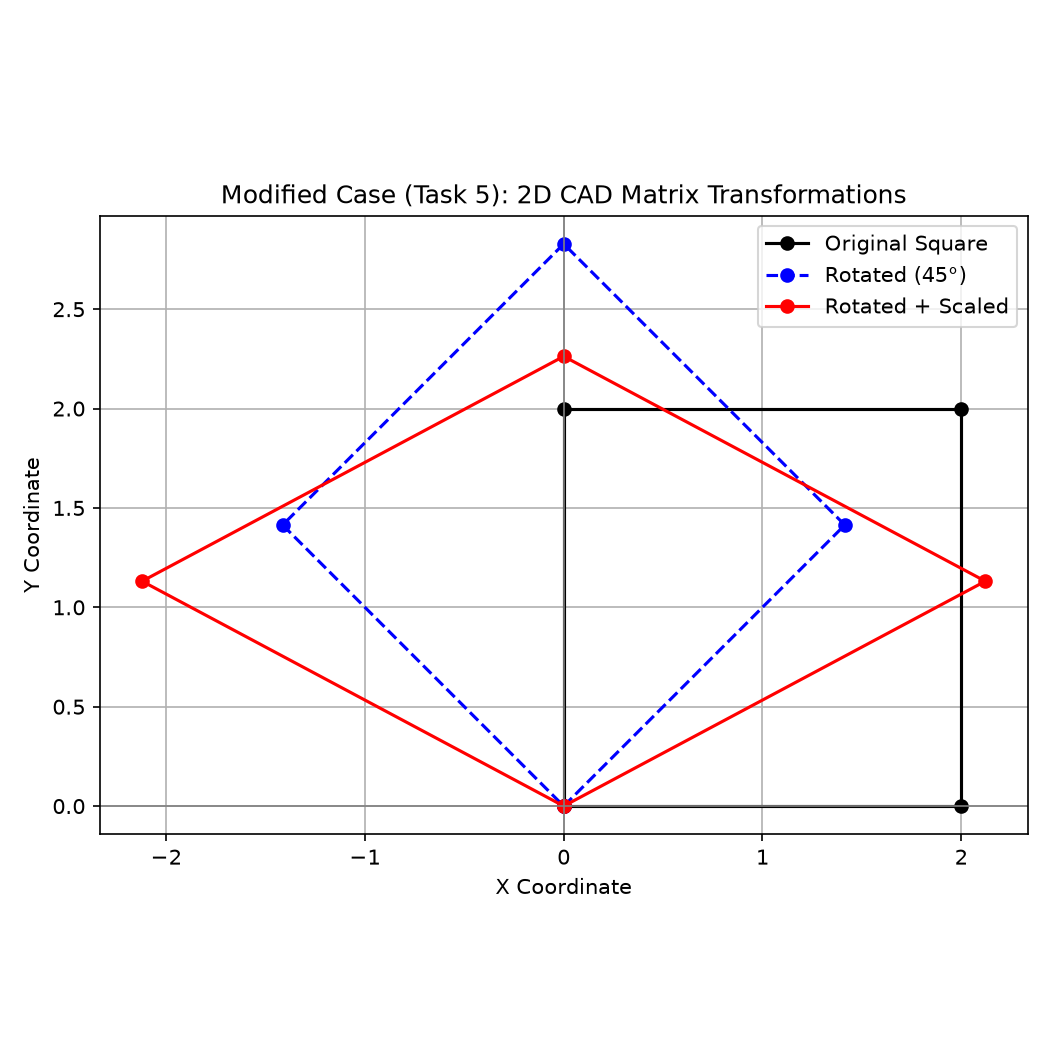 Modified Case (Task 5): 2D CAD Matrix Transformations
Original Square
Rotated (45°)
Rotated + Scaled
Y Coordinate
2.5
2.0
1.5
1.0
0.5
0.0
−2
−1
0
1
2
X Coordinate